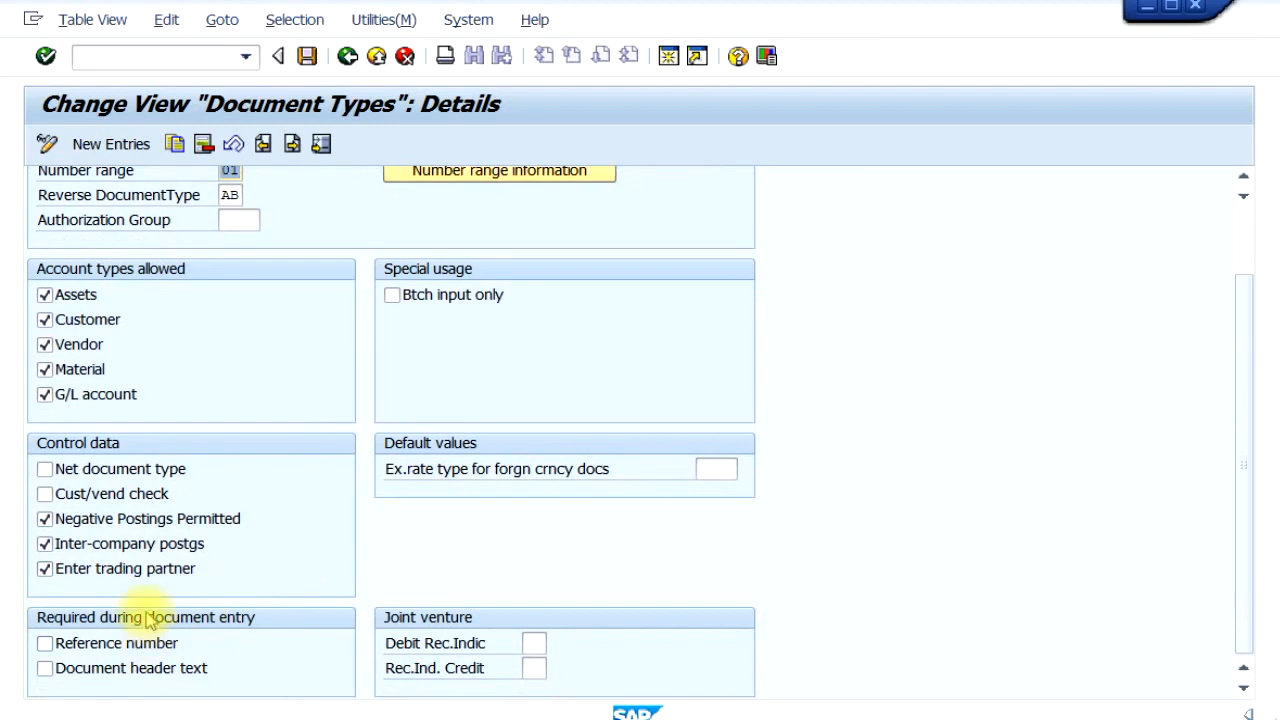 Table View Edit Goto Selection Utilities(M) System Help
Change View "Document Types": Details
New Entries
Number range 01 Number range information
Reverse DocumentType AB
Authorization Group
Account types allowed Special usage
Assets Btch input only
Customer
Vendor
Material
G/L account
Control data Default values
Net document type Ex.rate type for forgn crncy docs
Cust/vend check
Negative Postings Permitted
Inter-company postgs
Enter trading partner
Required during document entry Joint venture
Reference number Debit Rec.Indic
Document header text Rec.Ind. Credit
SAP